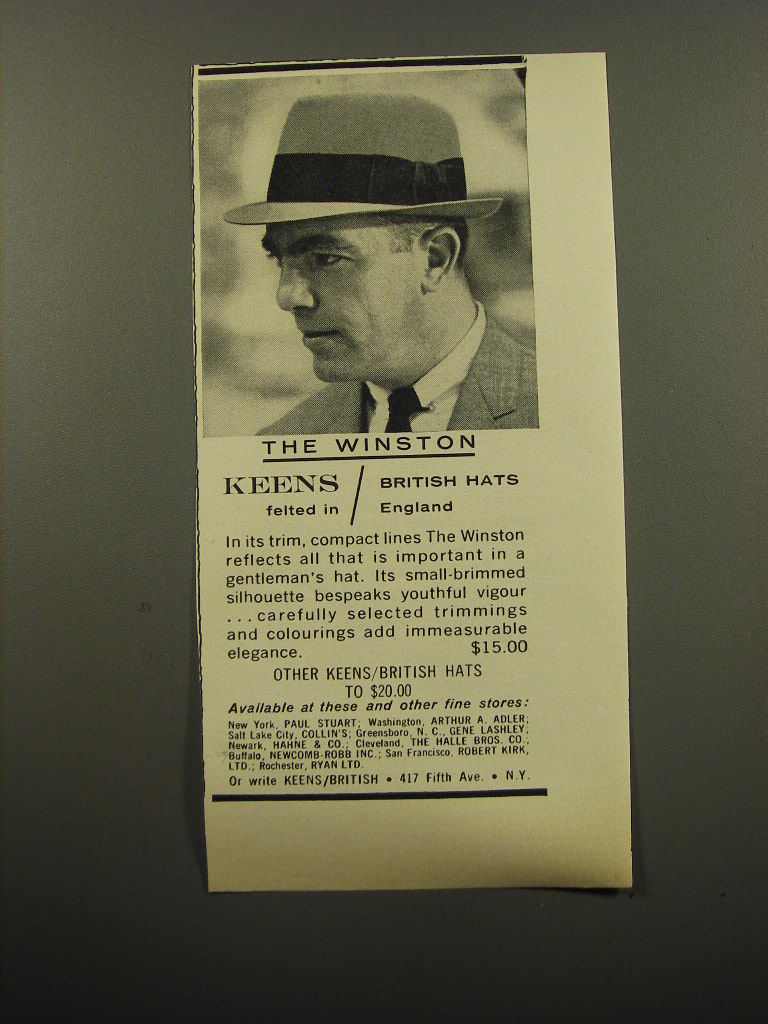 THE WINSTON
KEENS / BRITISH HATS
felted in / England
In its trim, compact lines The Winston
reflects all that is important in a
gentleman's hat. Its small-brimmed
silhouette bespeaks youthful vigour
...carefully selected trimmings
and colourings add immeasurable
elegance. $15.00
OTHER KEENS/BRITISH HATS
TO $20.00
Available at these and other fine stores:
New York, PAUL STUART; Washington, ARTHUR A. ADLER;
Salt Lake City, COLLIN'S; Greensboro, N. C., GENE LASHLEY;
Newark, HAHNE & CO.; Cleveland, THE HALLE BROS. CO.;
Buffalo, NEWCOMB-ROBB INC.; San Francisco, ROBERT KIRK,
LTD.; Rochester, RYAN LTD.
Or write KEENS/BRITISH • 417 Fifth Ave. • N.Y.